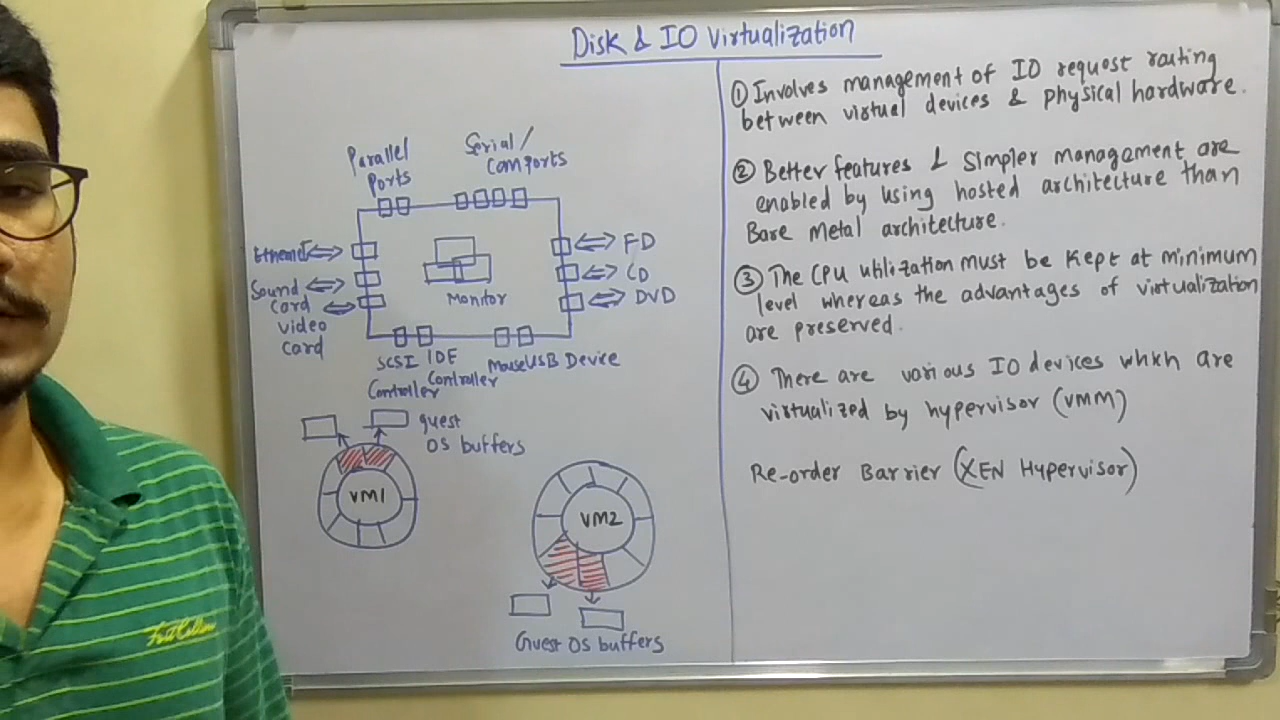 Disk & IO Virtualization
Parallel
Ports
Serial/
Comports
Ethernet
Sound
Card
video
Card
Monitor
FD
CD
DVD
SCSI
Controller
IDE
Controller
Mouse
USB Device
guest
OS buffers
VM1
VM2
Guest OS buffers
① Involves management of IO request routing
between virtual devices & physical hardware.
② Better features & Simpler management are
enabled by using hosted architecture than
Bare Metal architecture.
③ The CPU utilization must be Kept at minimum
level whereas the advantages of virtualization
are preserved.
④ There are various IO devices which are
virtualized by hypervisor (VMM)
Re-order Barrier (XEN Hypervisor)